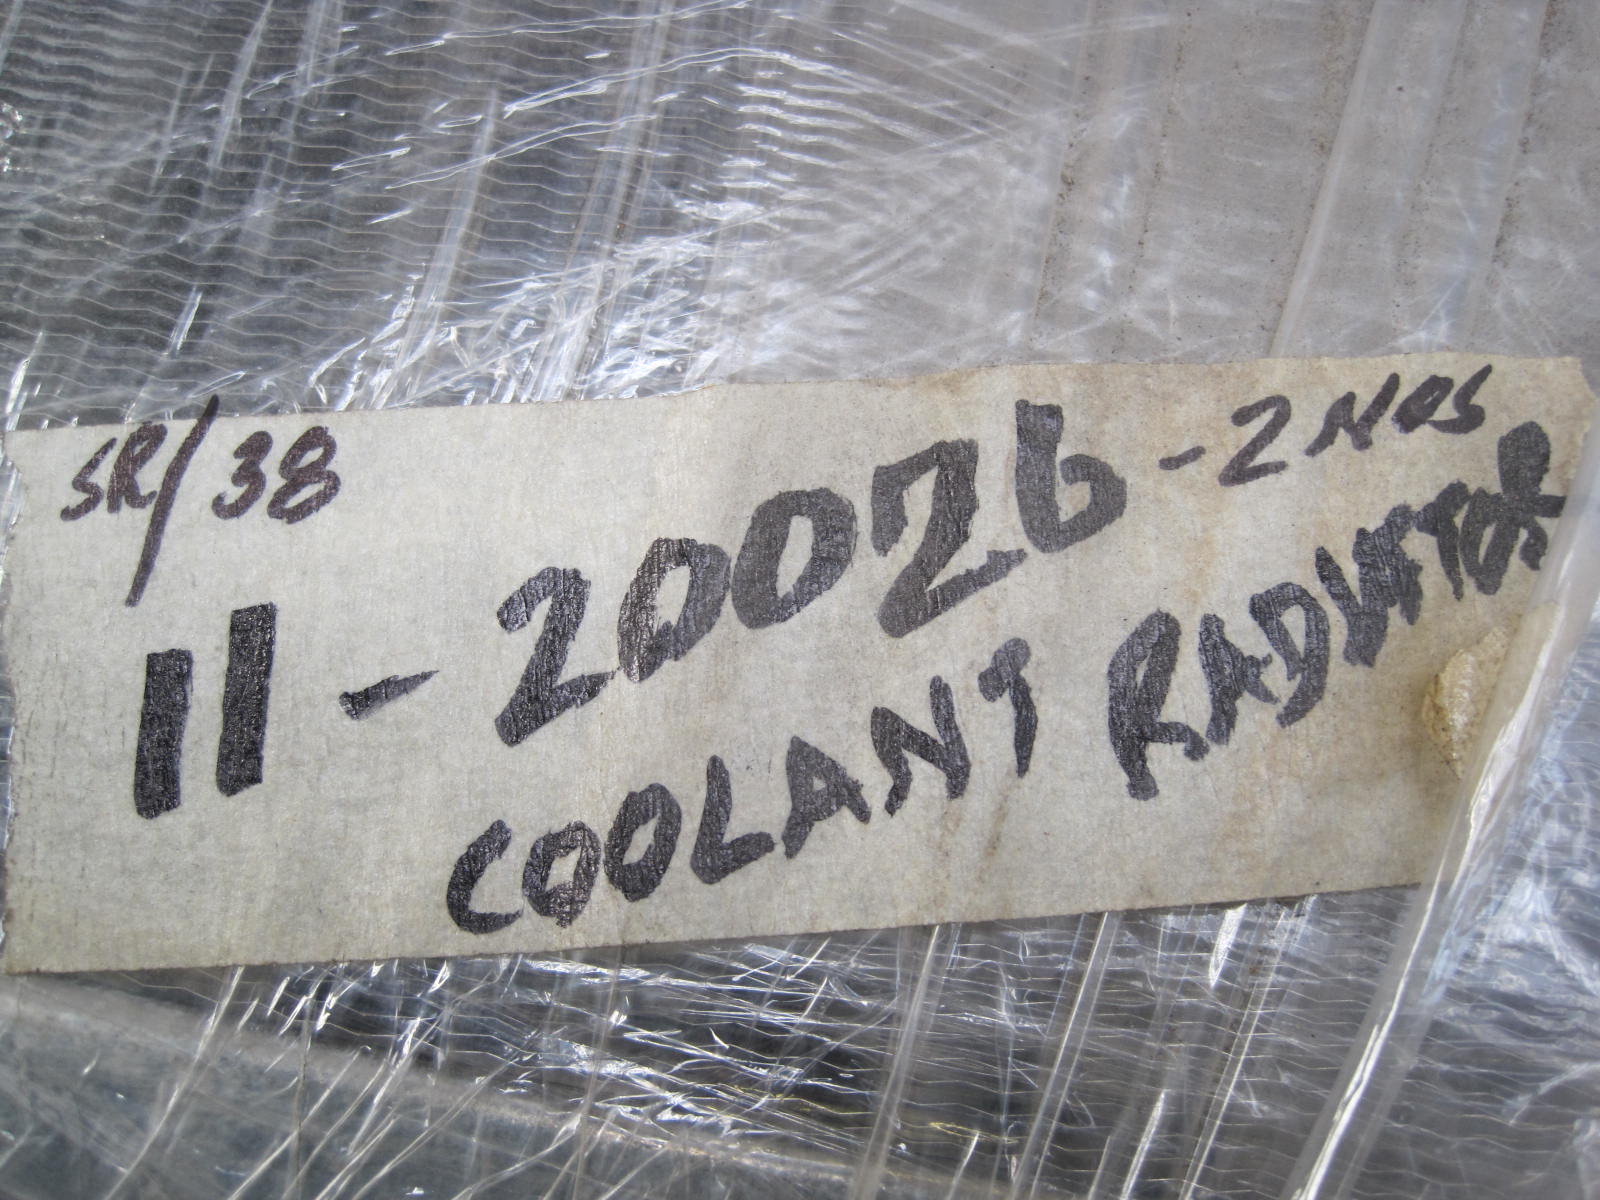 SR/38
11-20026-2 NOS
COOLANT RADIATOR